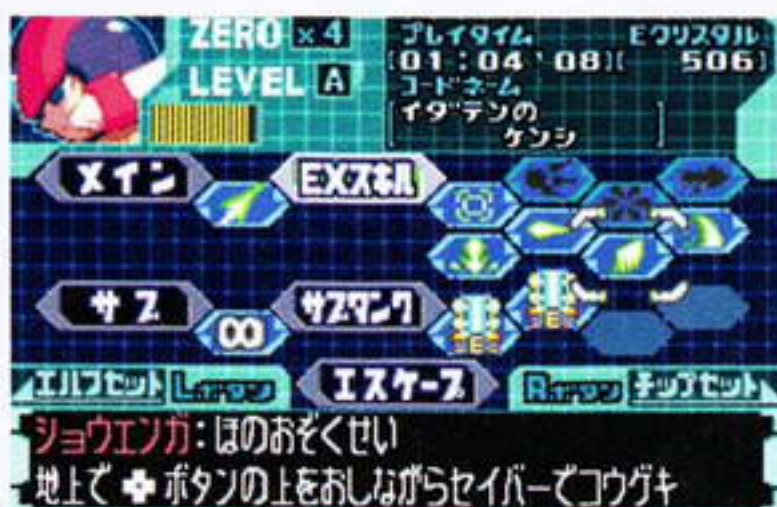 ZERO ×4
LEVEL A
プレイタイム Eクリスタル
[01:04'08][ 506]
コードネーム
[イダテンの
ケンシ ]
メイン EXスキル
サブ ∞ サブタンク
E E
エルフセット Lボタン エスケープ Rボタン チップセット
ショウエンガ:ほのおぞくせい
地上で✚ボタンの上をおしながらセイバーでコウゲキ